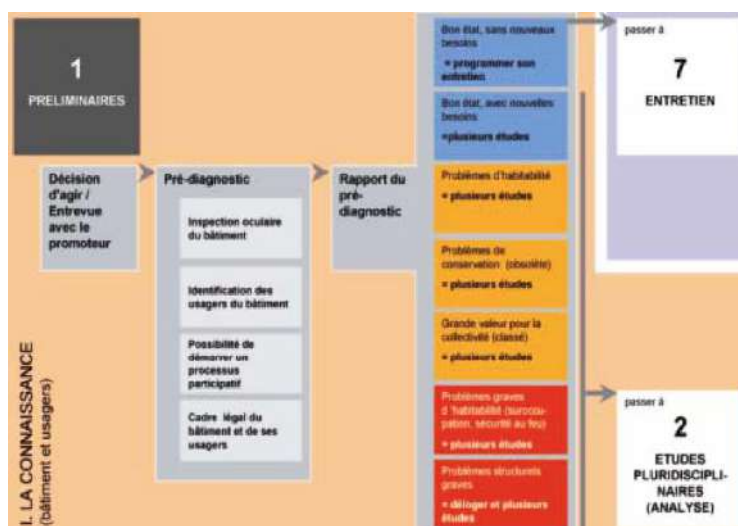 1
PRELIMINAIRES
Décision
d'agir /
Entrevue
avec le
promoteur
Pré-diagnostic
Inspection oculaire
du bâtiment
Identification des
usagers du bâtiment
Possibilité de
démarrer un
processus
participatif
Cadre légal du
bâtiment et de ses
usagers
Rapport du
pré-
diagnostic
Bon état, sans nouveaux
besoins
= programmer son
entretien
Bon état, avec nouvelles
besoins
=plusieurs études
Problèmes d'habitabilité
= plusieurs études
Problèmes de
conservation (obsolète)
= plusieurs études
Grande valeur pour la
collectivité (classé)
= plusieurs études
Problèmes graves
d 'habitabilité (surocou-
pation, sécurité au feu)
= plusieurs études
Problèmes structurels
graves
= déloger et plusieurs
études
passer à
7
ENTRETIEN
passer à
2
ETUDES
PLURIDISCIPLI-
NAIRES
(ANALYSE)
I. LA CONNAISSANCE
(bâtiment et usagers)